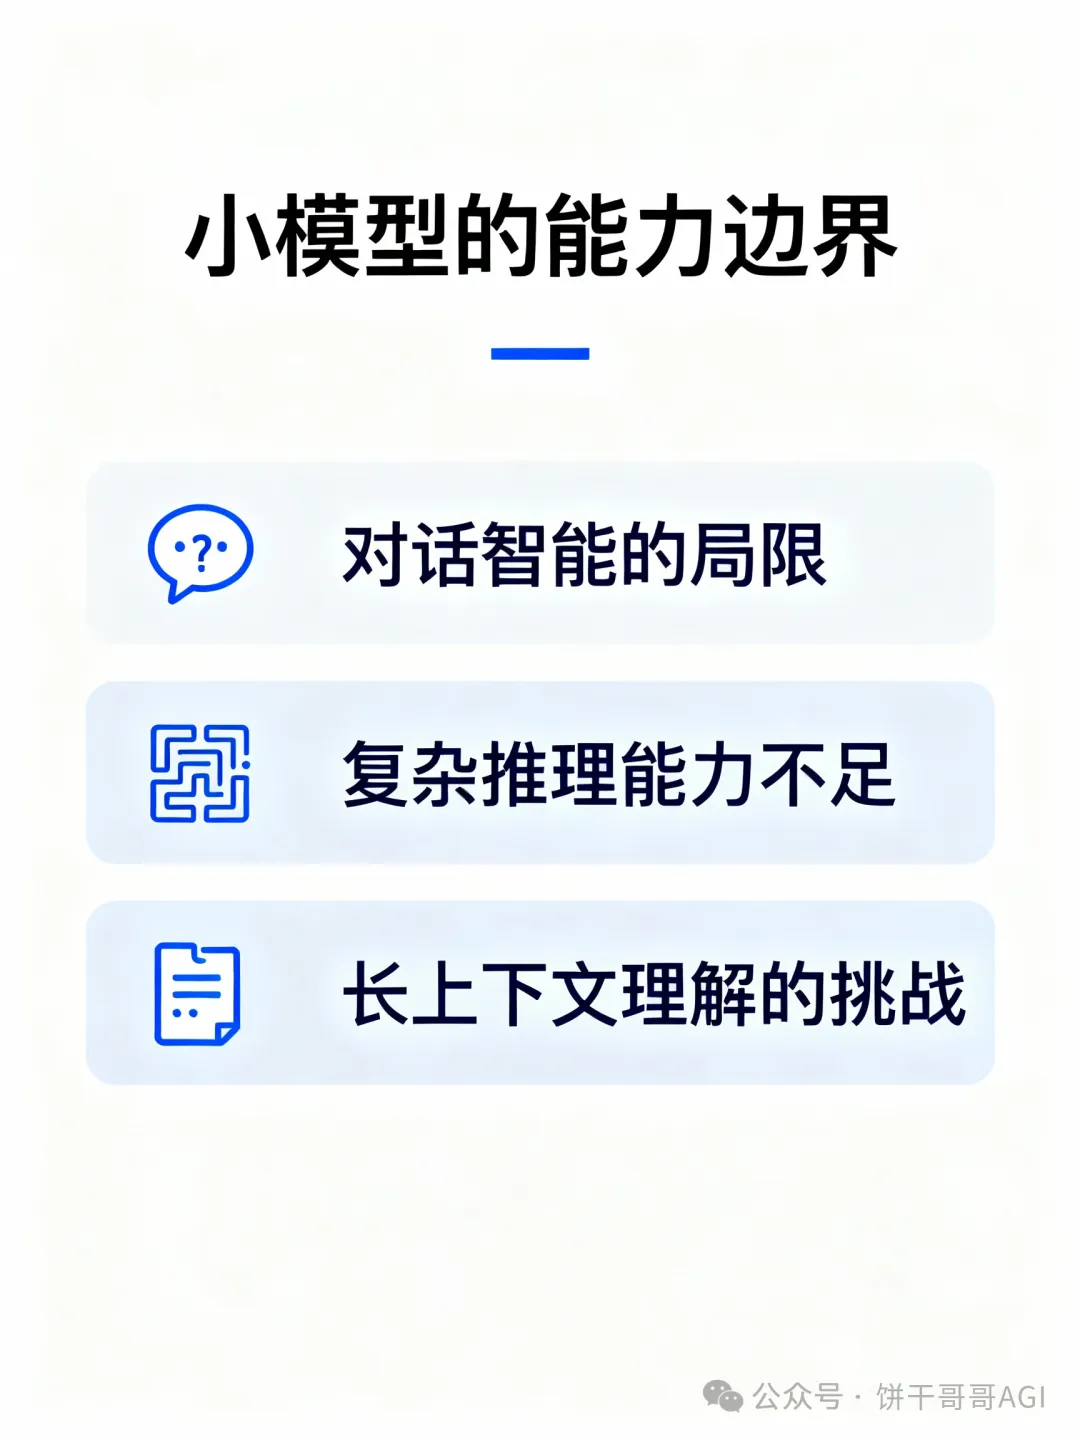 小模型的能力边界
?
对话智能的局限
复杂推理能力不足
长上下文理解的挑战
公众号 · 饼干哥哥AGI